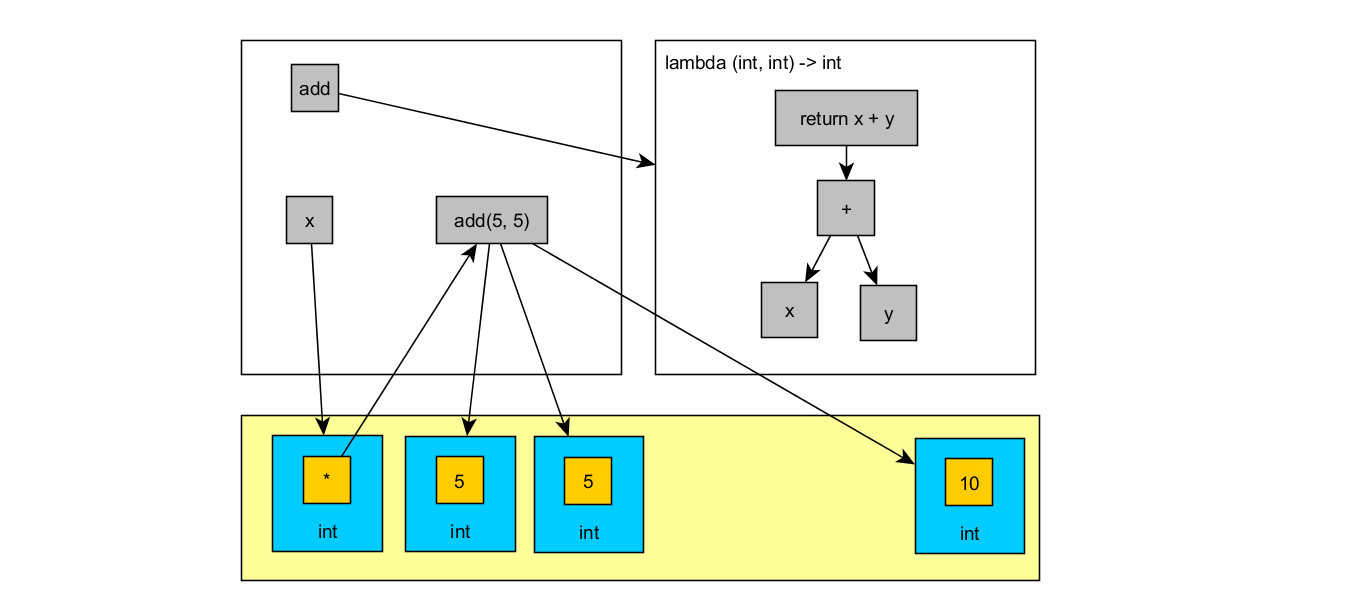 add
lambda (int, int) -> int
return x + y
+
x
add(5, 5)
x
y
*
5
5
10
int
int
int
int